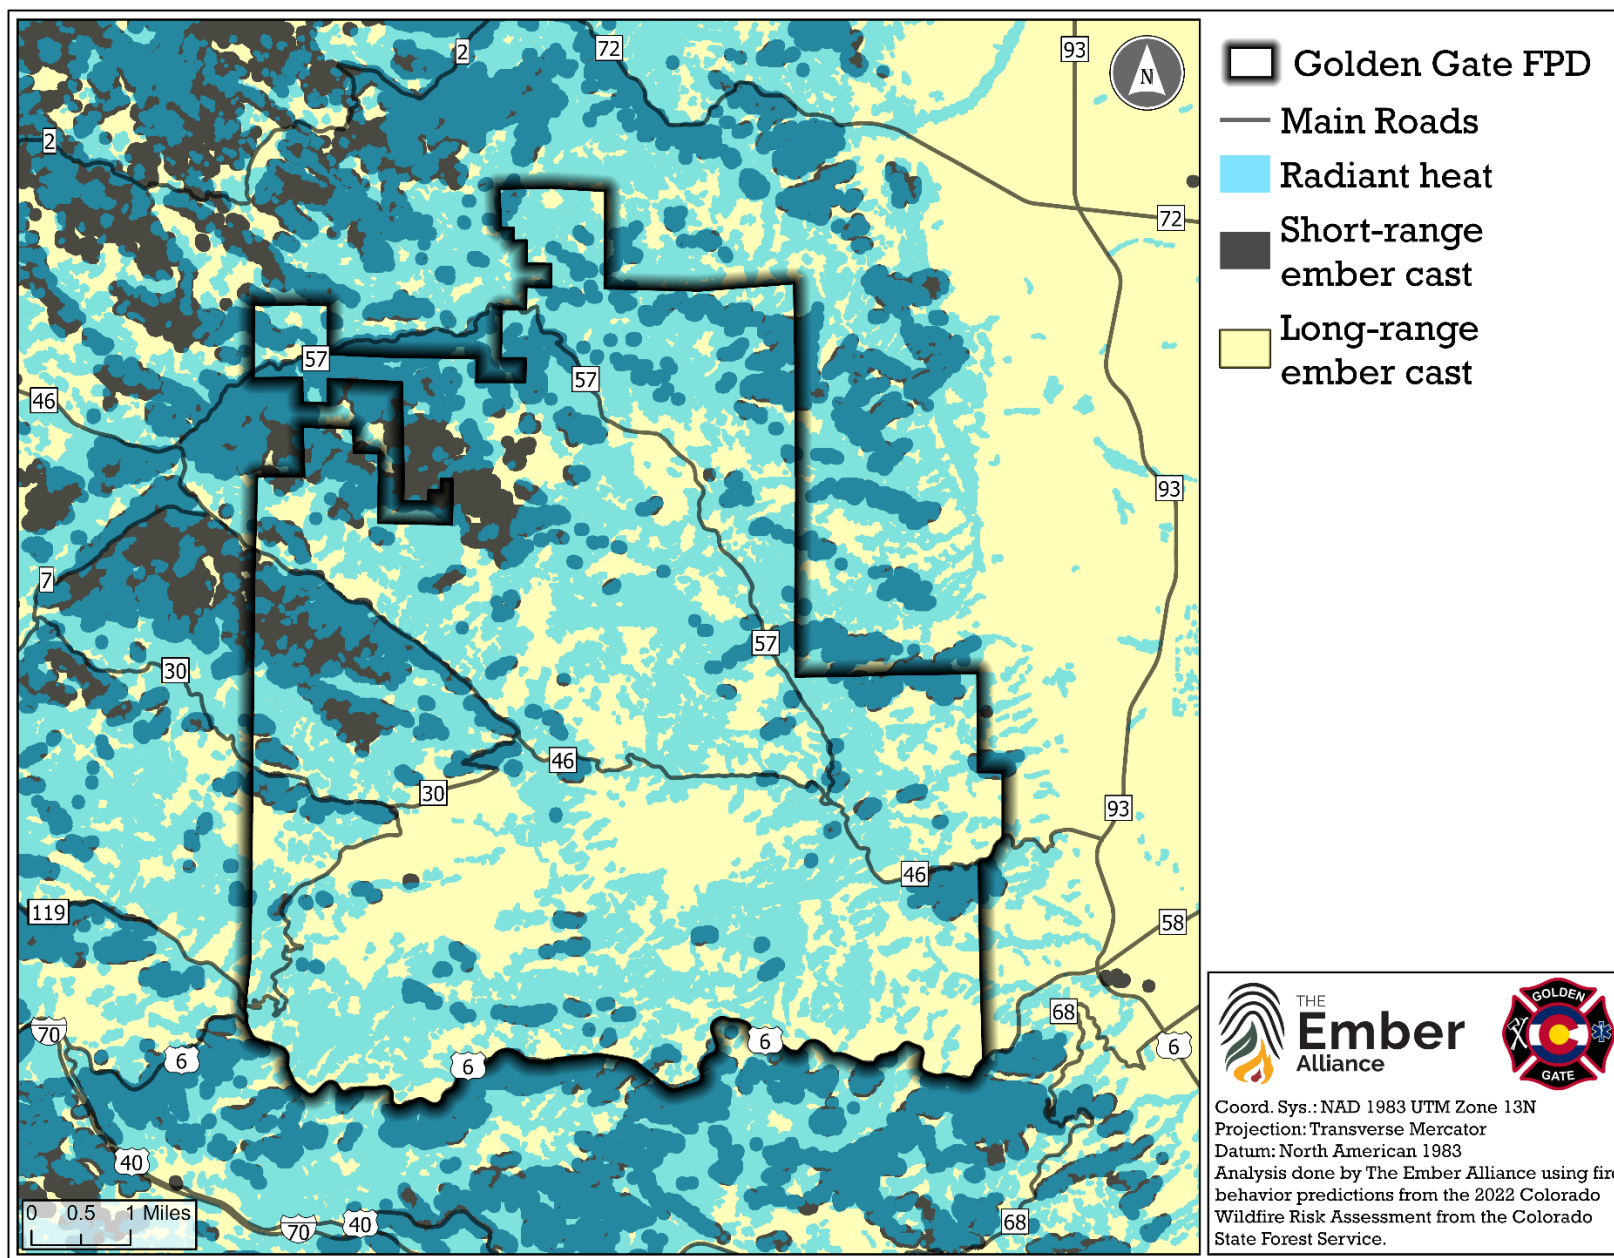 2
72
93
N
2
72
57
57
46
93
7
57
30
46
30
93
46
119
58
68
70
6
6
6
6
40
70
40
68
0 0.5 1 Miles
Golden Gate FPD
Main Roads
Radiant heat
Short-range
ember cast
Long-range
ember cast
THE
Ember
Alliance
GOLDEN
GATE
Coord. Sys.: NAD 1983 UTM Zone 13N
Projection: Transverse Mercator
Datum: North American 1983
Analysis done by The Ember Alliance using fire
behavior predictions from the 2022 Colorado
Wildfire Risk Assessment from the Colorado
State Forest Service.